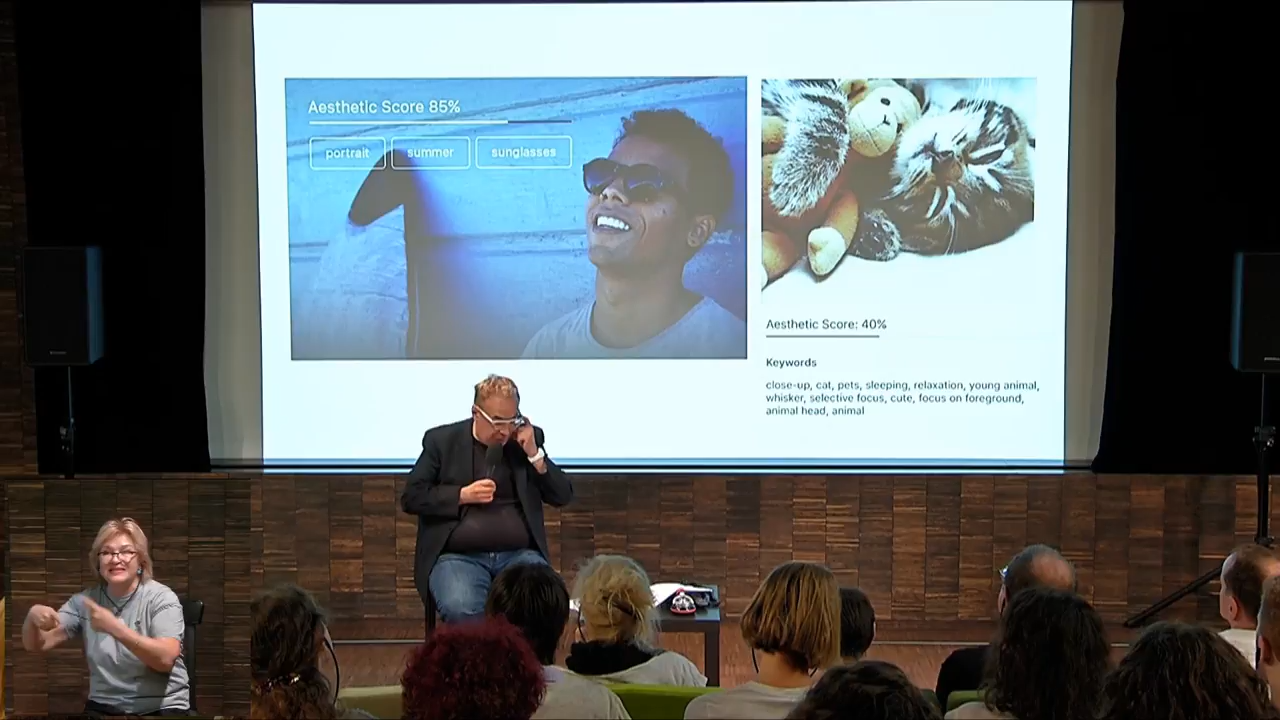 Aesthetic Score 85%
portrait summer sunglasses
Aesthetic Score: 40%
Keywords
close-up, cat, pets, sleeping, relaxation, young animal,
whisker, selective focus, cute, focus on foreground,
animal head, animal